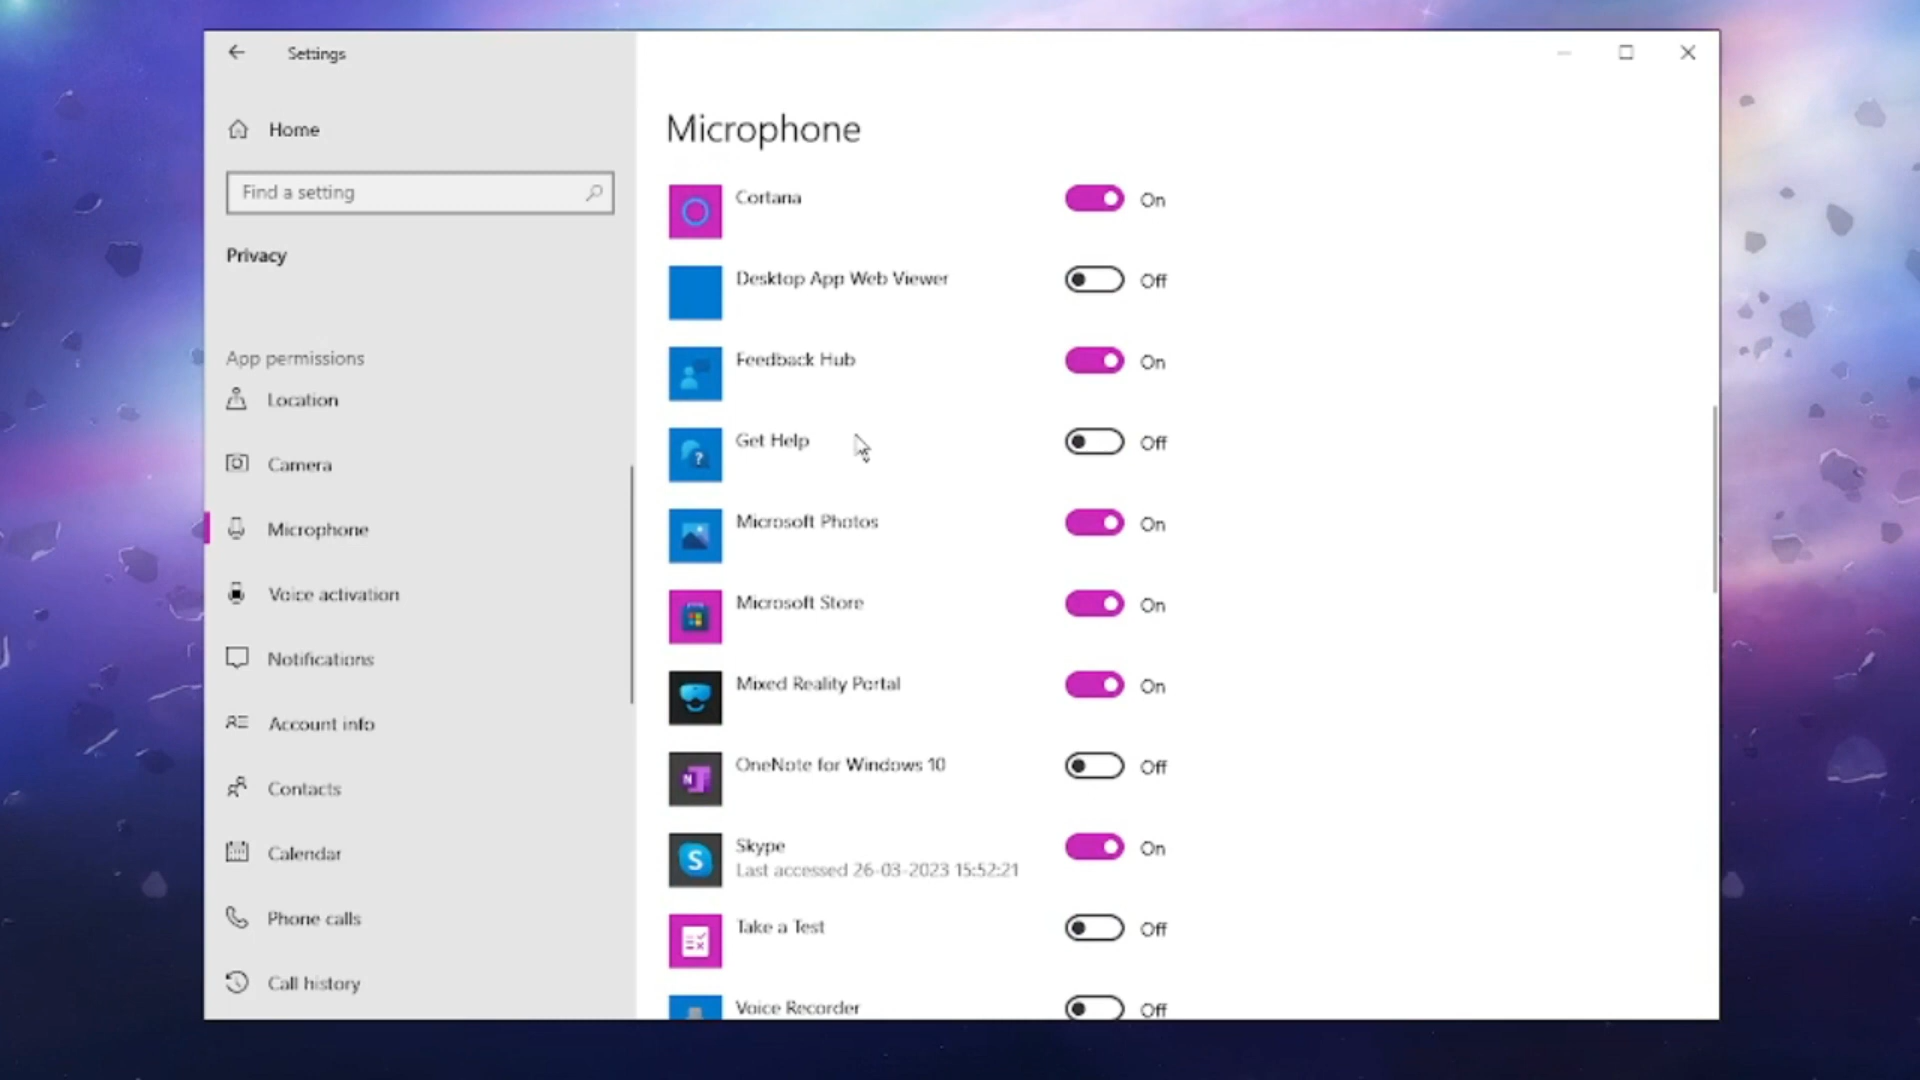 Settings
Home
Find a setting
Privacy
App permissions
Location
Camera
Microphone
Voice activation
Notifications
Account info
Contacts
Calendar
Phone calls
Call history
Microphone
Cortana On
Desktop App Web Viewer Off
Feedback Hub On
Get Help Off
Microsoft Photos On
Microsoft Store On
Mixed Reality Portal On
OneNote for Windows 10 Off
Skype On
Last accessed 26-03-2023 15:52:21
Take a Test Off
Voice Recorder Off